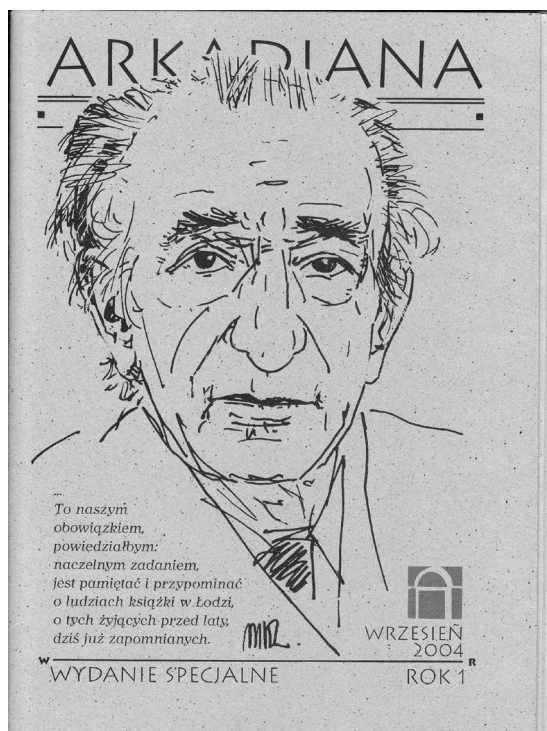 ARKADIANA
...
To naszym
obowiązkiem,
powiedziałbym:
naczelnym zadaniem,
jest pamiętać i przypominać
o ludziach książki w Łodzi,
o tych żyjących przed laty,
dziś już zapomnianych.
WRZESIEŃ
2004
W R
WYDANIE SPECJALNE ROK 1